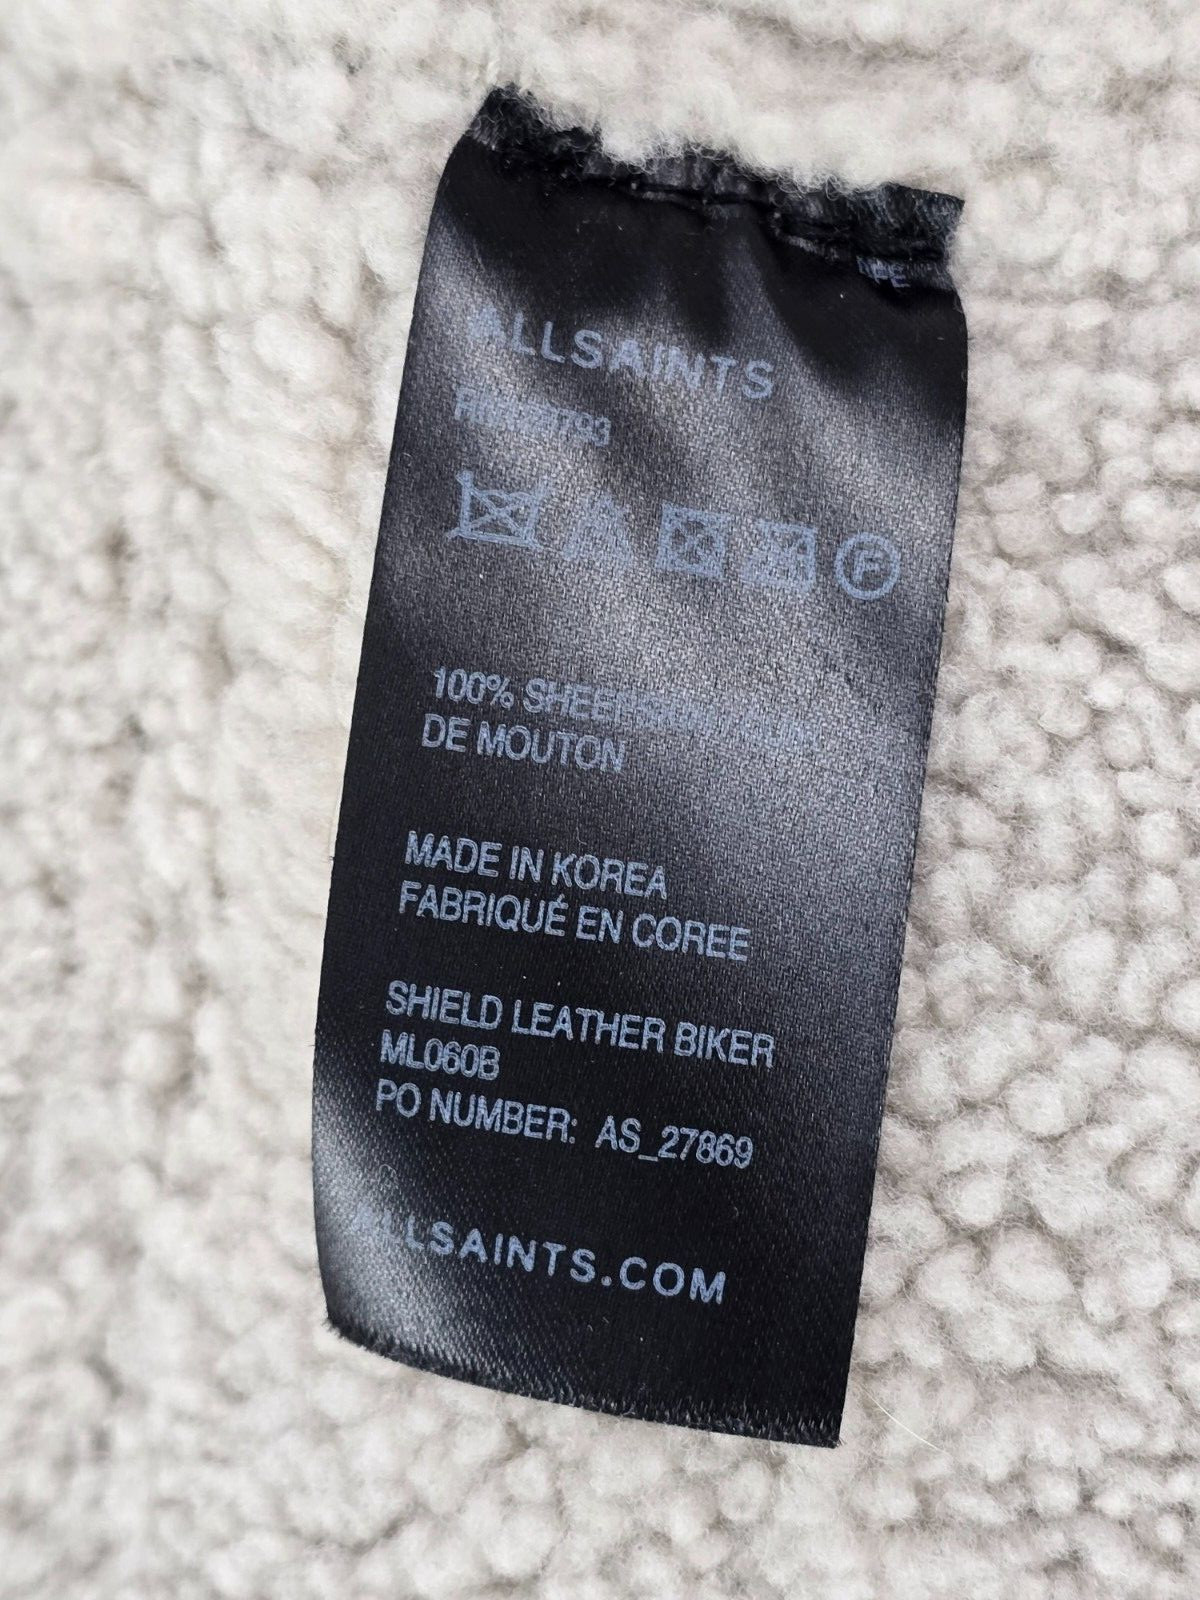 ALLSAINTS
F
100% SHEEPSKIN/
DE MOUTON
MADE IN KOREA
FABRIQUÉ EN COREE
SHIELD LEATHER BIKER
ML060B
PO NUMBER: AS_27869
ALLSAINTS.COM